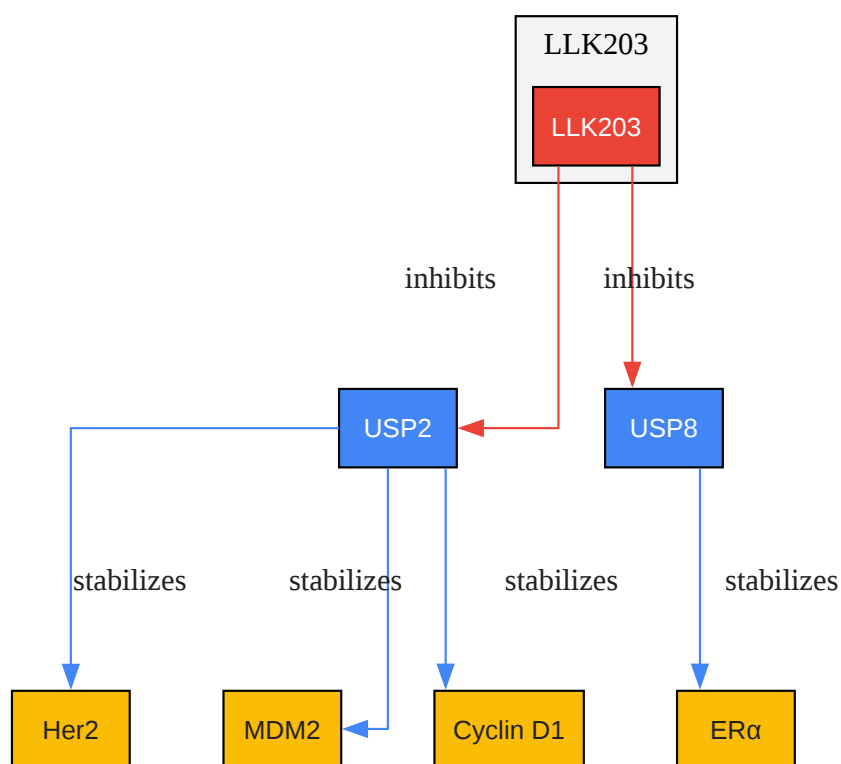 LLK203
LLK203
inhibits
inhibits
USP2
USP8
stabilizes
stabilizes
stabilizes
stabilizes
Her2
MDM2
Cyclin D1
ERα